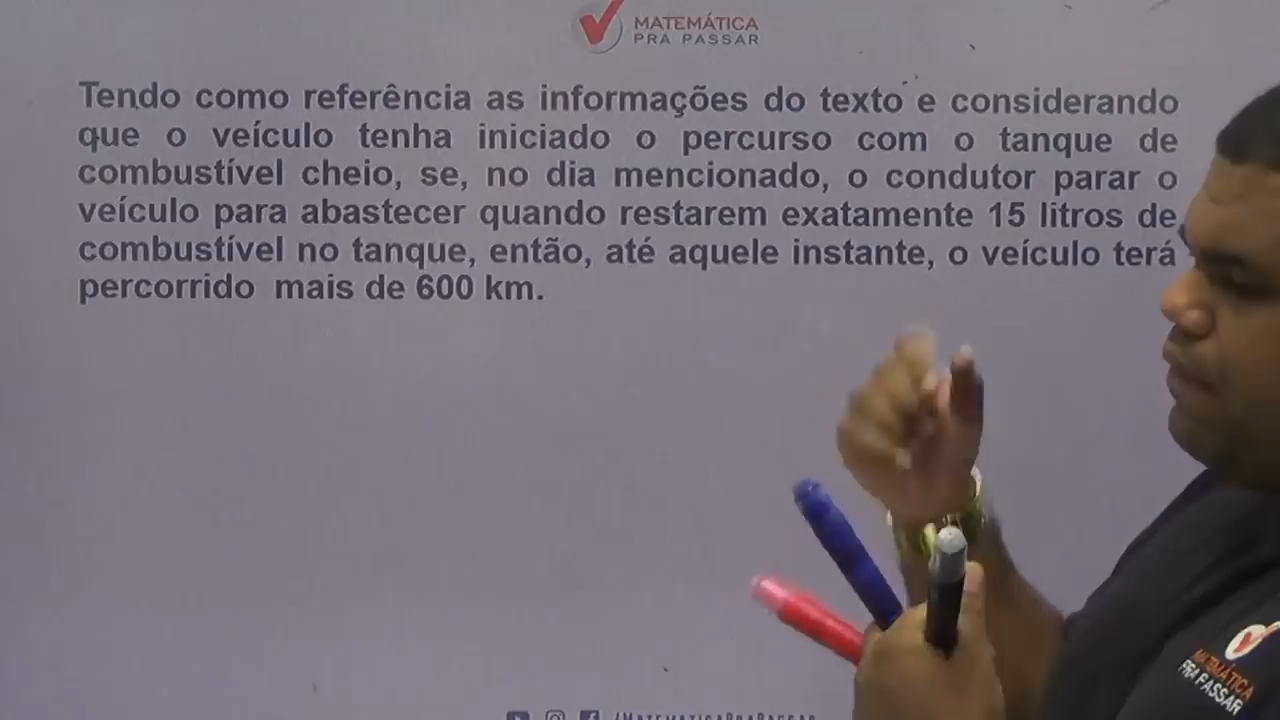 MATEMÁTICA
PRA PASSAR
Tendo como referência as informações do texto e considerando
que o veículo tenha iniciado o percurso com o tanque de
combustível cheio, se, no dia mencionado, o condutor parar o
veículo para abastecer quando restarem exatamente 15 litros de
combustível no tanque, então, até aquele instante, o veículo terá
percorrido mais de 600 km.
MATEMÁTICA
PRA PASSAR
/MATEMATICAPRAPASSAR